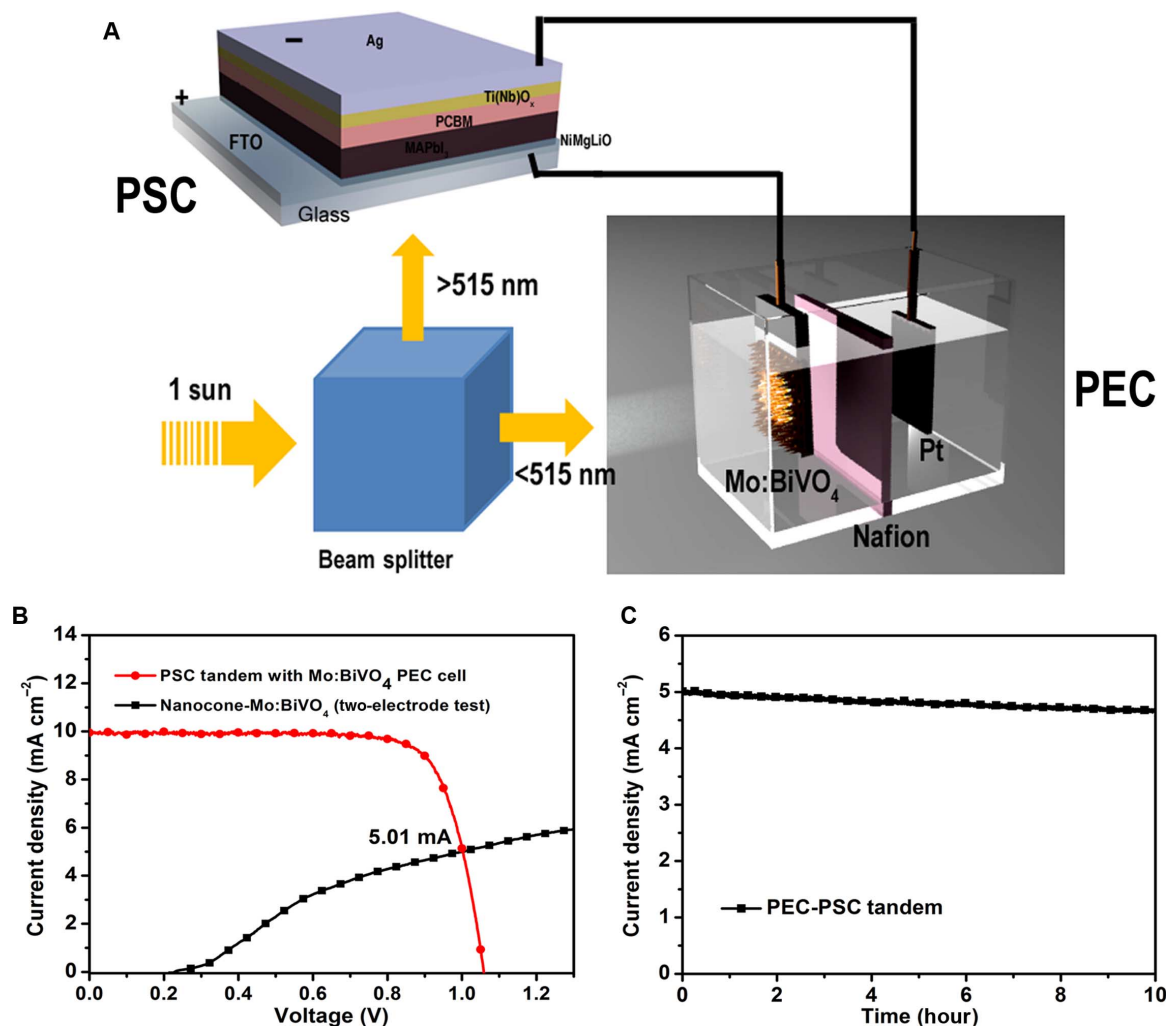 A
−
Ag
+
Ti(Nb)Oₓ
PCBM
NiMgLiO
FTO
MAPbI₃
PSC
Glass
>515 nm
1 sun
<515 nm
PEC
Pt
Mo:BiVO₄
Nafion
Beam splitter
B
14
12
10
8
6
4
2
0
Current density (mA cm⁻²)
PSC tandem with Mo:BiVO₄ PEC cell
Nanocone-Mo:BiVO₄ (two-electrode test)
5.01 mA
0.0 0.2 0.4 0.6 0.8 1.0 1.2
Voltage (V)
C
6
5
4
3
2
1
0
Current density (mA cm⁻²)
PEC-PSC tandem
0 2 4 6 8 10
Time (hour)